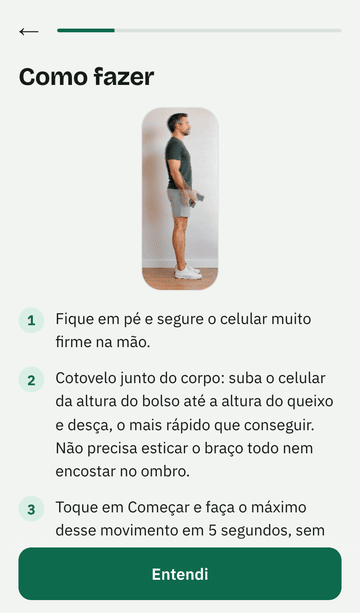 Como fazer
1 Fique em pé e segure o celular muito
firme na mão.
2 Cotovelo junto do corpo: suba o celular
da altura do bolso até a altura do queixo
e desça, o mais rápido que conseguir.
Não precisa esticar o braço todo nem
encostar no ombro.
3 Toque em Começar e faça o máximo
desse movimento em 5 segundos, sem
Entendi